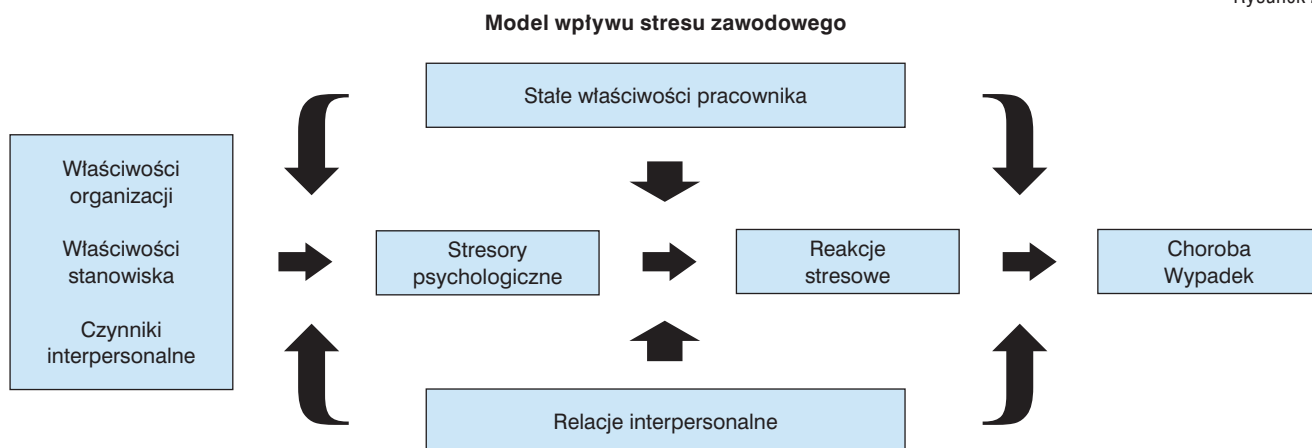 Rysunek
Model wpływu stresu zawodowego
Stałe właściwości pracownika
Właściwości
organizacji
Właściwości
stanowiska
Czynniki
interpersonalne
Stresory
psychologiczne
Reakcje
stresowe
Choroba
Wypadek
Relacje interpersonalne